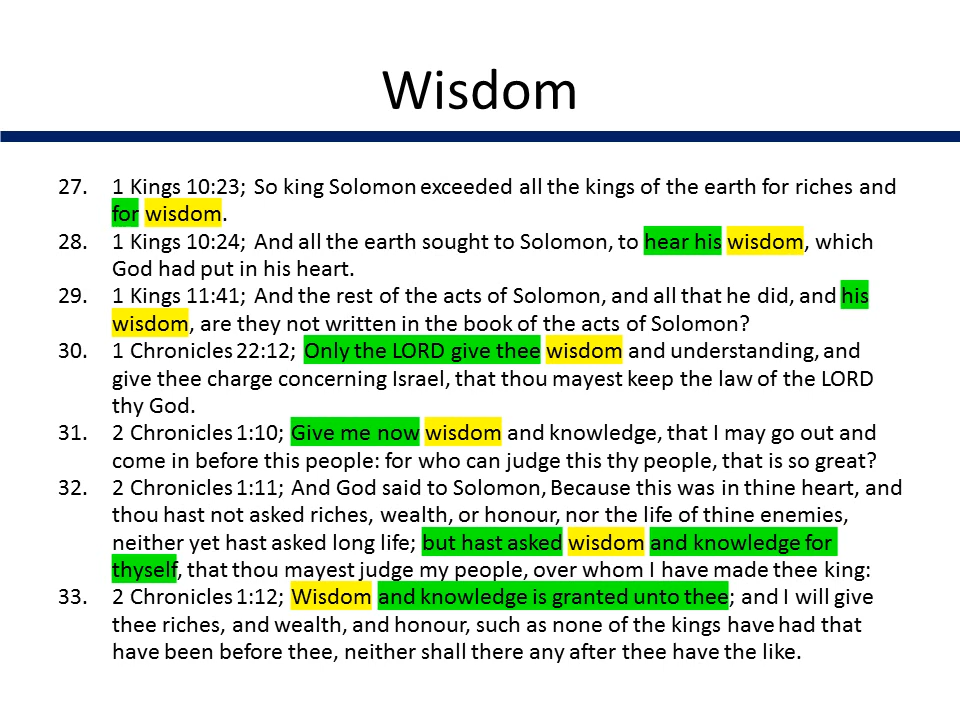 Wisdom
27. 1 Kings 10:23; So king Solomon exceeded all the kings of the earth for riches and
for wisdom.
28. 1 Kings 10:24; And all the earth sought to Solomon, to hear his wisdom, which
God had put in his heart.
29. 1 Kings 11:41; And the rest of the acts of Solomon, and all that he did, and his
wisdom, are they not written in the book of the acts of Solomon?
30. 1 Chronicles 22:12; Only the LORD give thee wisdom and understanding, and
give thee charge concerning Israel, that thou mayest keep the law of the LORD
thy God.
31. 2 Chronicles 1:10; Give me now wisdom and knowledge, that I may go out and
come in before this people: for who can judge this thy people, that is so great?
32. 2 Chronicles 1:11; And God said to Solomon, Because this was in thine heart, and
thou hast not asked riches, wealth, or honour, nor the life of thine enemies,
neither yet hast asked long life; but hast asked wisdom and knowledge for
thyself, that thou mayest judge my people, over whom I have made thee king:
33. 2 Chronicles 1:12; Wisdom and knowledge is granted unto thee; and I will give
thee riches, and wealth, and honour, such as none of the kings have had that
have been before thee, neither shall there any after thee have the like.